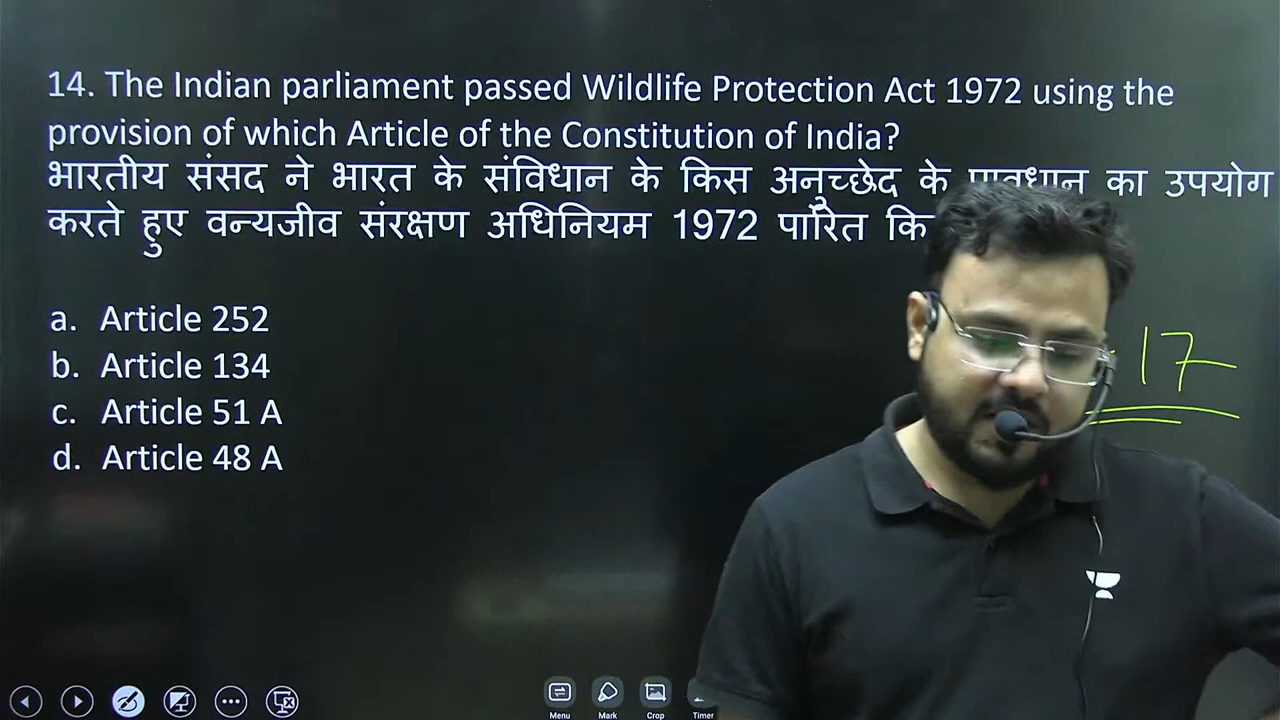 14. The Indian parliament passed Wildlife Protection Act 1972 using the
provision of which Article of the Constitution of India?
भारतीय संसद ने भारत के संविधान के किस अनुच्छेद के प्रावधान का उपयोग
करते हुए वन्यजीव संरक्षण अधिनियम 1972 पारित कि
a. Article 252
b. Article 134
c. Article 51 A
d. Article 48 A
17
Menu Mark Crop Timer